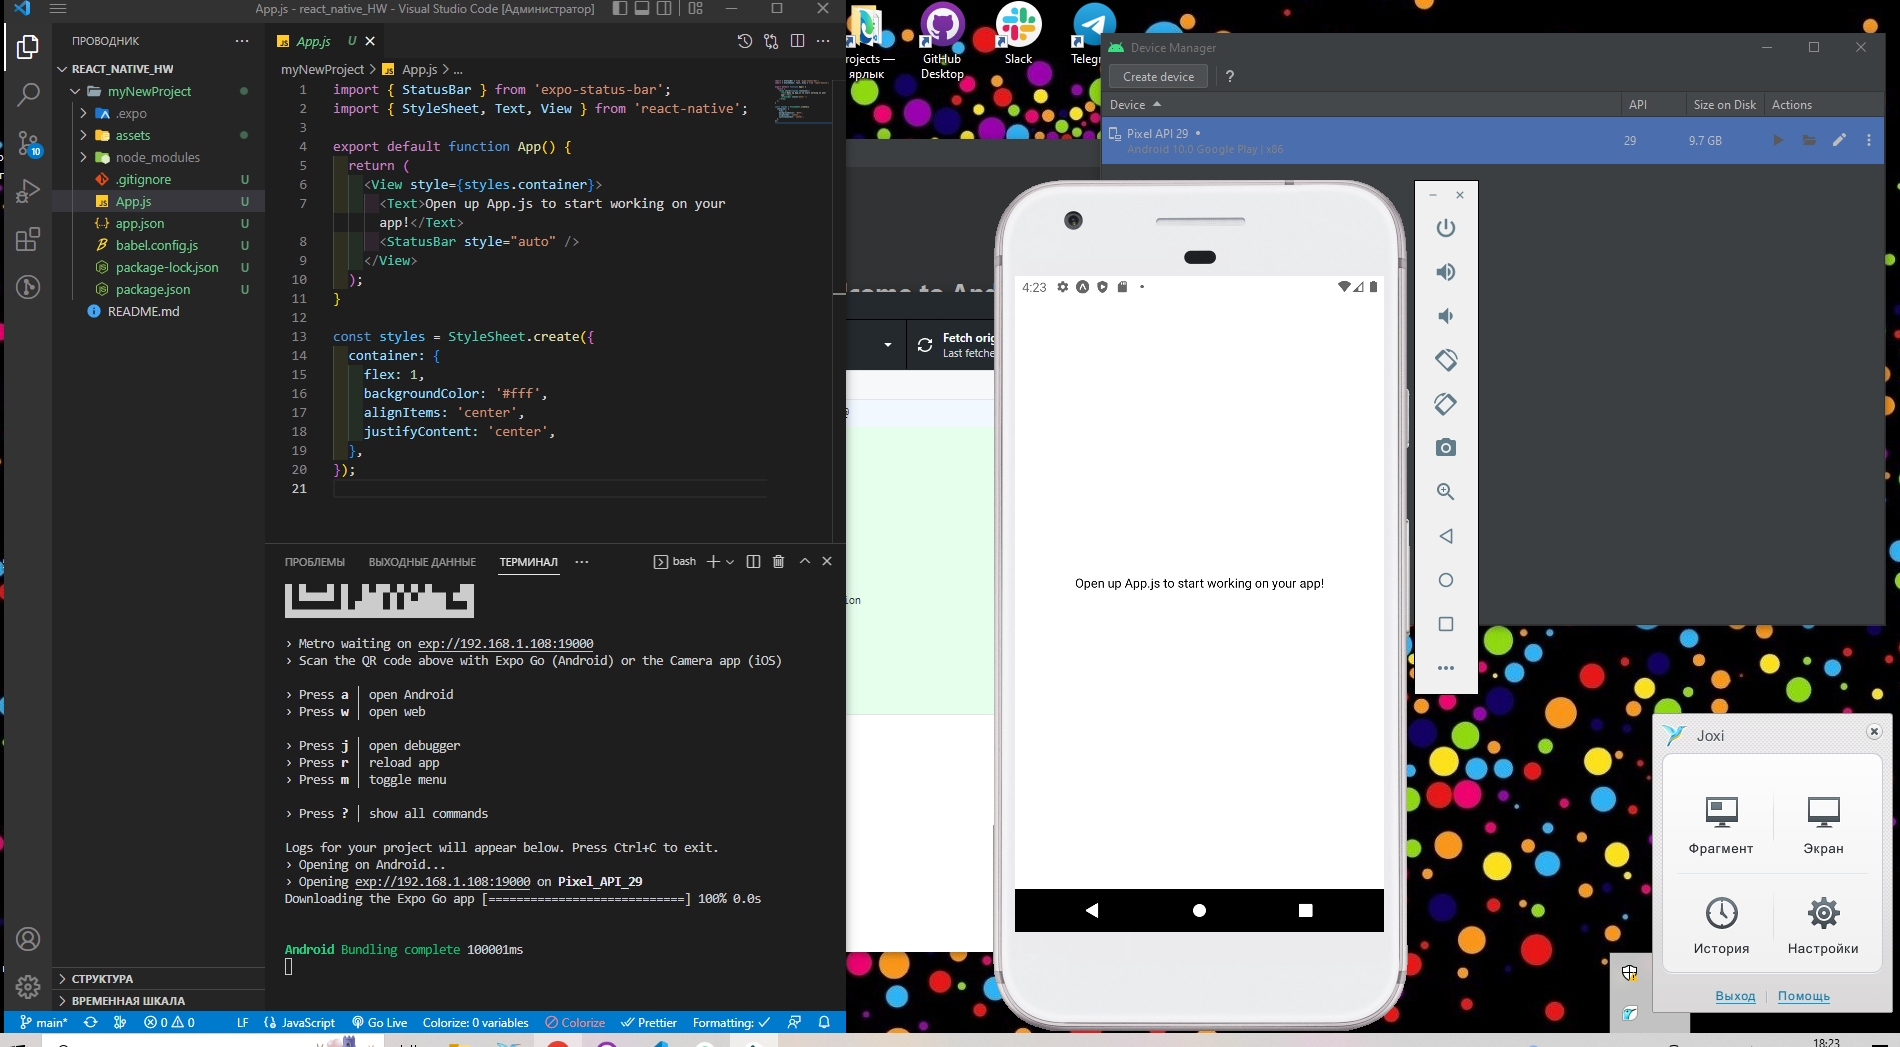 App.js - react_native_HW - Visual Studio Code [Администратор]
ПРОВОДНИК
REACT_NATIVE_HW
myNewProject
.expo
assets
node_modules
.gitignore U
App.js U
app.json U
babel.config.js U
package-lock.json U
package.json U
README.md
СТРУКТУРА
ВРЕМЕННАЯ ШКАЛА
10
App.js U
myNewProject > App.js > ...
1 import { StatusBar } from 'expo-status-bar';
2 import { StyleSheet, Text, View } from 'react-native';
3
4 export default function App() {
5 return (
6 <View style={styles.container}>
7 <Text>Open up App.js to start working on your
app!</Text>
8 <StatusBar style="auto" />
9 </View>
10 );
11 }
12
13 const styles = StyleSheet.create({
14 container: {
15 flex: 1,
16 backgroundColor: '#fff',
17 alignItems: 'center',
18 justifyContent: 'center',
19 },
20 });
21
ПРОБЛЕМЫ ВЫХОДНЫЕ ДАННЫЕ ТЕРМИНАЛ ... bash
› Metro waiting on exp://192.168.1.108:19000
› Scan the QR code above with Expo Go (Android) or the Camera app (iOS)
› Press a │ open Android
› Press w │ open web
› Press j │ open debugger
› Press r │ reload app
› Press m │ toggle menu
› Press ? │ show all commands
Logs for your project will appear below. Press Ctrl+C to exit.
› Opening on Android...
› Opening exp://192.168.1.108:19000 on Pixel_API_29
Downloading the Expo Go app [============================] 100% 0.0s
Android Bundling complete 100001ms
main* 0 0 LF JavaScript Go Live Colorize: 0 variables Colorize Prettier Formatting:
GitHub
Desktop
Slack
ярлык
Fetch
Device Manager
Create device ?
Device API Size on Disk Actions
Pixel API 29 29 9.7 GB
Android 10.0 Google Play | x86
4:23
Open up App.js to start working on your app!
Joxi
Фрагмент Экран
История Настройки
Выход Помощь
18:23